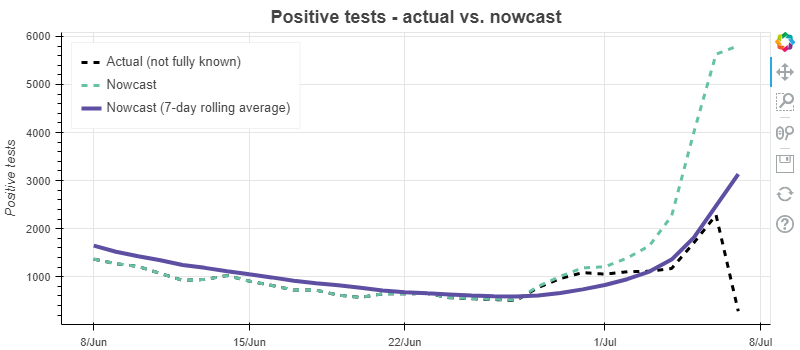 Positive tests - actual vs. nowcast
Actual (not fully known)
Nowcast
Nowcast (7-day rolling average)
Positive tests
6000
5000
4000
3000
2000
1000
8/Jun
15/Jun
22/Jun
1/Jul
8/Jul